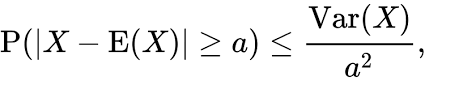 P(|X − E(X)| ≥ a) ≤ Var(X) / a²,